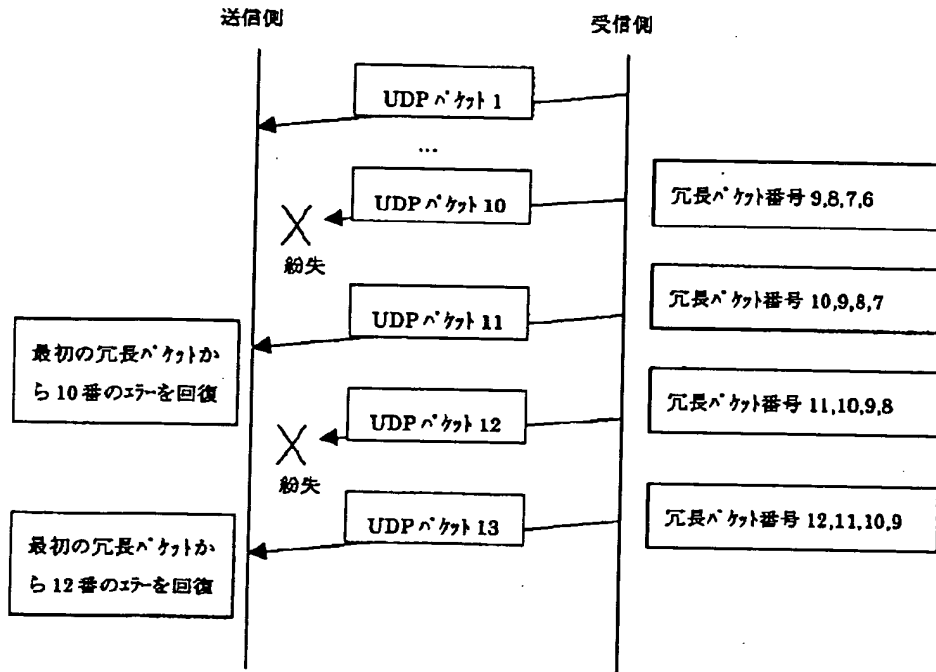 送信側
受信側
UDPパケット1
...
UDPパケット10
冗長パケット番号 9,8,7,6
紛失
冗長パケット番号 10,9,8,7
UDPパケット11
最初の冗長パケットか
ら10番のエラーを回復
冗長パケット番号 11,10,9,8
UDPパケット12
紛失
冗長パケット番号 12,11,10,9
UDPパケット13
最初の冗長パケットか
ら12番のエラーを回復